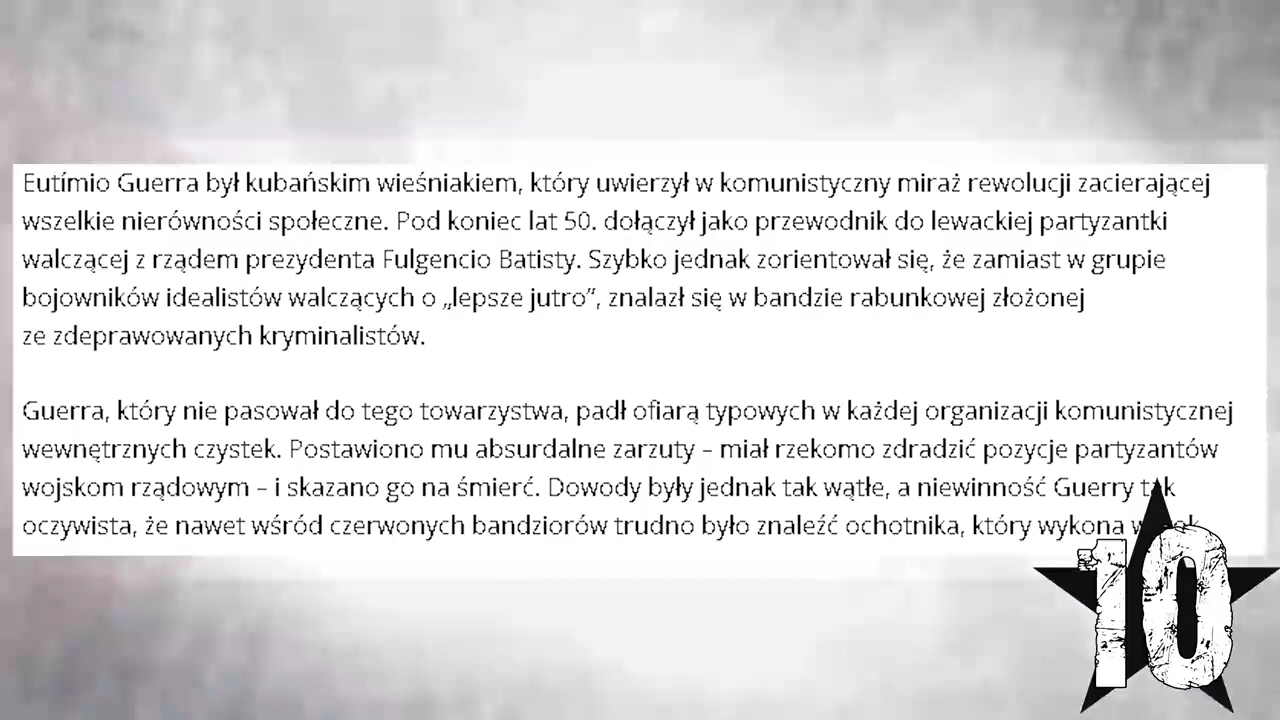 Eutímio Guerra był kubańskim wieśniakiem, który uwierzył w komunistyczny miraż rewolucji zacierającej
wszelkie nierówności społeczne. Pod koniec lat 50. dołączył jako przewodnik do lewackiej partyzantki
walczącej z rządem prezydenta Fulgencio Batisty. Szybko jednak zorientował się, że zamiast w grupie
bojowników idealistów walczących o „lepsze jutro”, znalazł się w bandzie rabunkowej złożonej
ze zdeprawowanych kryminalistów.
Guerra, który nie pasował do tego towarzystwa, padł ofiarą typowych w każdej organizacji komunistycznej
wewnętrznych czystek. Postawiono mu absurdalne zarzuty – miał rzekomo zdradzić pozycje partyzantów
wojskom rządowym – i skazano go na śmierć. Dowody były jednak tak wątłe, a niewinność Guerry tak
oczywista, że nawet wśród czerwonych bandziorów trudno było znaleźć ochotnika, który wykona
10